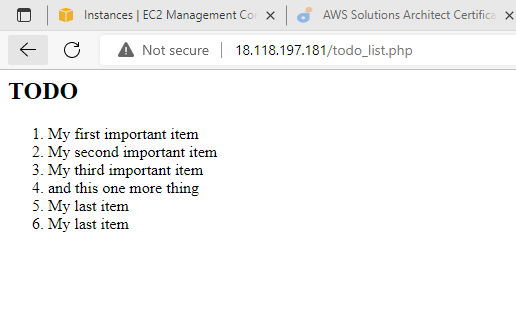 Instances | EC2 Management Co
AWS Solutions Architect Certifica
Not secure | 18.118.197.181/todo_list.php
TODO
1. My first important item
2. My second important item
3. My third important item
4. and this one more thing
5. My last item
6. My last item